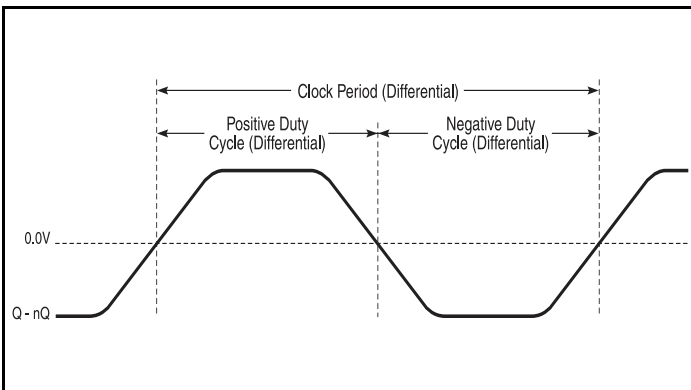 Clock Period (Differential)
Positive Duty
Cycle (Differential)
Negative Duty
Cycle (Differential)
0.0V
Q - nQ